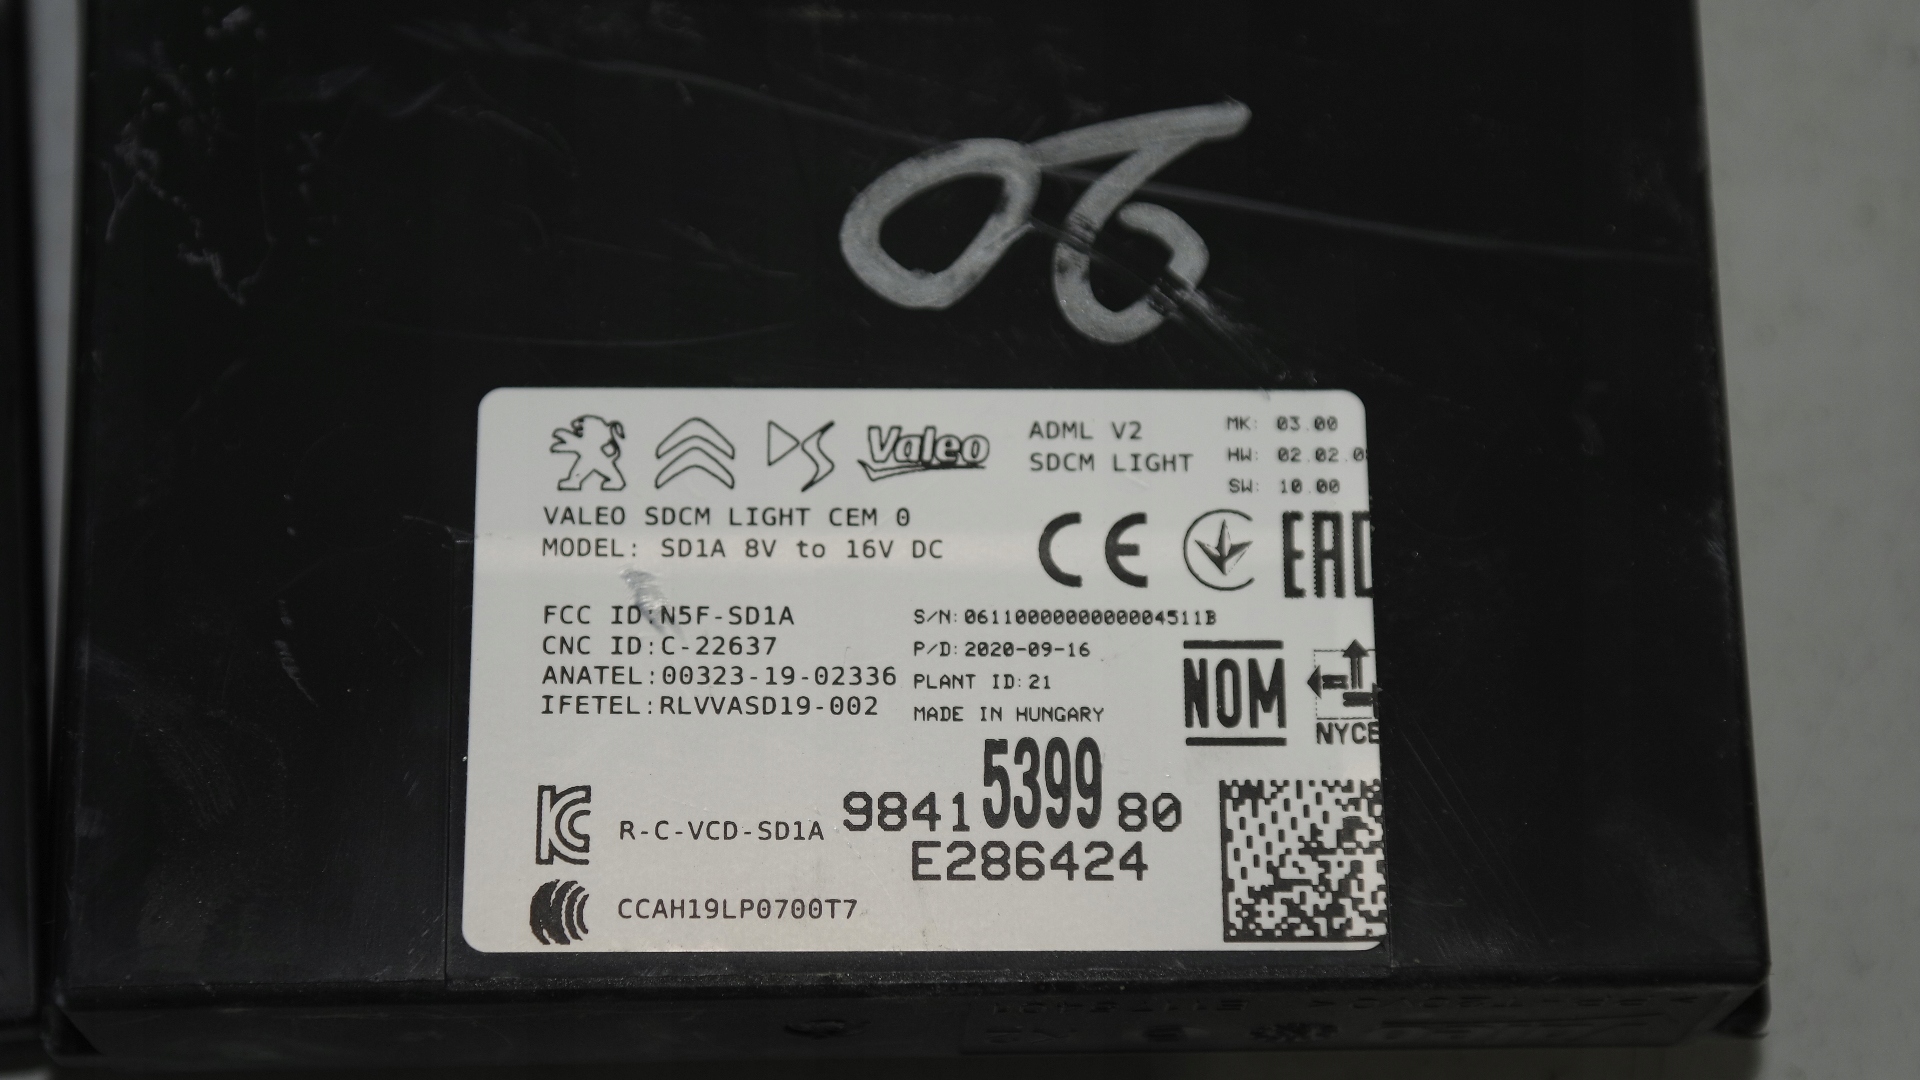 06
Valeo
ADML V2
SDCM LIGHT
MK: 03.00
HW: 02.02.0
SW: 10.00
VALEO SDCM LIGHT CEM 0
MODEL: SD1A 8V to 16V DC
CE
EAC
FCC ID:N5F-SD1A
CNC ID:C-22637
ANATEL:00323-19-02336
IFETEL:RLVVASD19-002
S/N:0611000000000004511B
P/D:2020-09-16
PLANT ID:21
MADE IN HUNGARY
NOM
NYCE
R-C-VCD-SD1A
9841539980
E286424
CCAH19LP0700T7